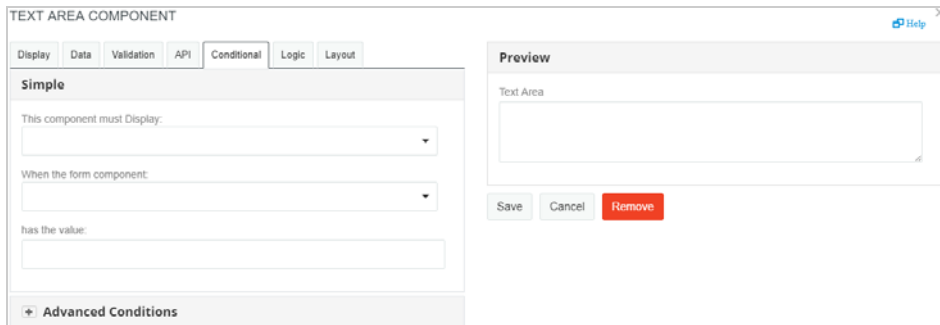 TEXT AREA COMPONENT
Help
Display Data Validation API Conditional Logic Layout
Simple
This component must Display:
When the form component:
has the value:
Advanced Conditions
Preview
Text Area
Save Cancel Remove